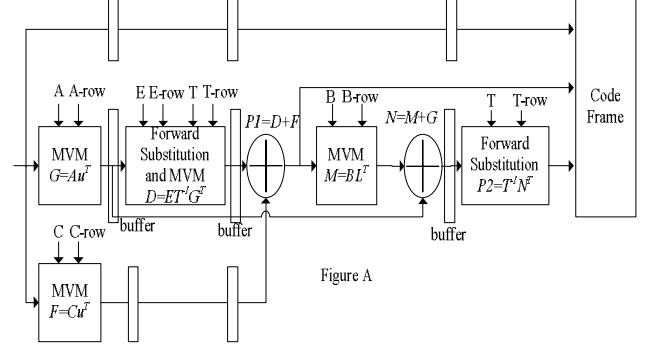 A A-row
E E-row T T-row
P1=D+F
B B-row
N=M+G
T T-row
Code
Frame
MVM
G=Au^T
Forward
Substitution
and MVM
D=ET^-1G^T
MVM
M=BL^T
Forward
Substitution
P2=T^-1N^T
buffer
buffer
buffer
C C-row
MVM
F=Cu^T
Figure A